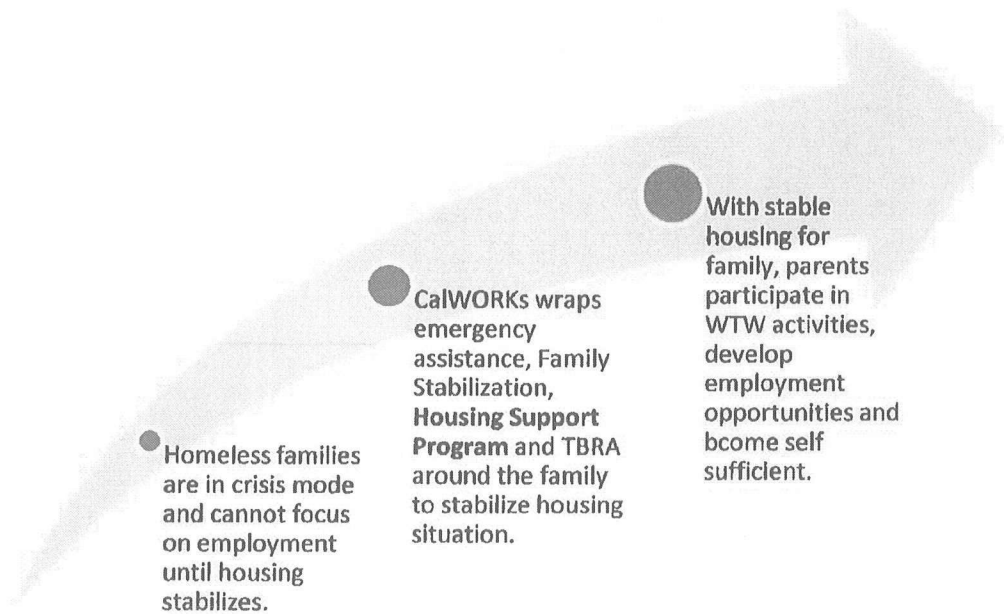 Homeless families
are in crisis mode
and cannot focus
on employment
until housing
stabilizes.
CalWORKs wraps
emergency
assistance, Family
Stabilization,
Housing Support
Program and TBRA
around the family
to stabilize housing
situation.
With stable
housing for
family, parents
participate in
WTW activities,
develop
employment
opportunities and
bcome self
sufficient.